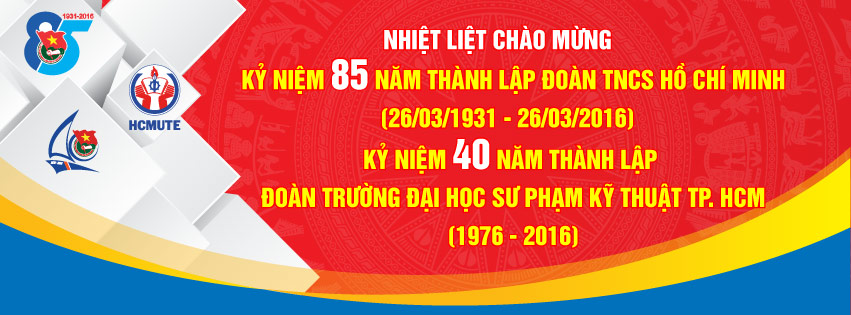 1931-2016
85
HCMUTE
NHIỆT LIỆT CHÀO MỪNG
KỶ NIỆM 85 NĂM THÀNH LẬP ĐOÀN TNCS HỒ CHÍ MINH
(26/03/1931 - 26/03/2016)
KỶ NIỆM 40 NĂM THÀNH LẬP
ĐOÀN TRƯỜNG ĐẠI HỌC SƯ PHẠM KỸ THUẬT TP. HCM
(1976 - 2016)